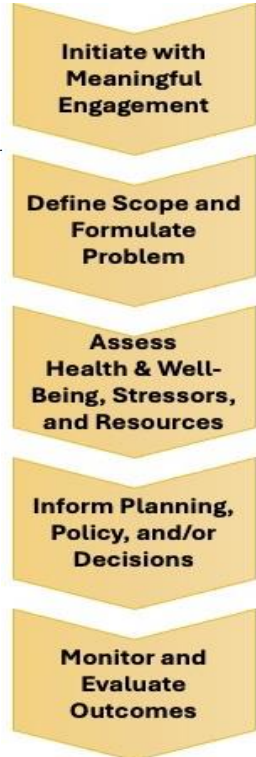 Initiate with
Meaningful
Engagement
Define Scope and
Formulate
Problem
Assess
Health & Well-
Being, Stressors,
and Resources
Inform Planning,
Policy, and/or
Decisions
Monitor and
Evaluate
Outcomes